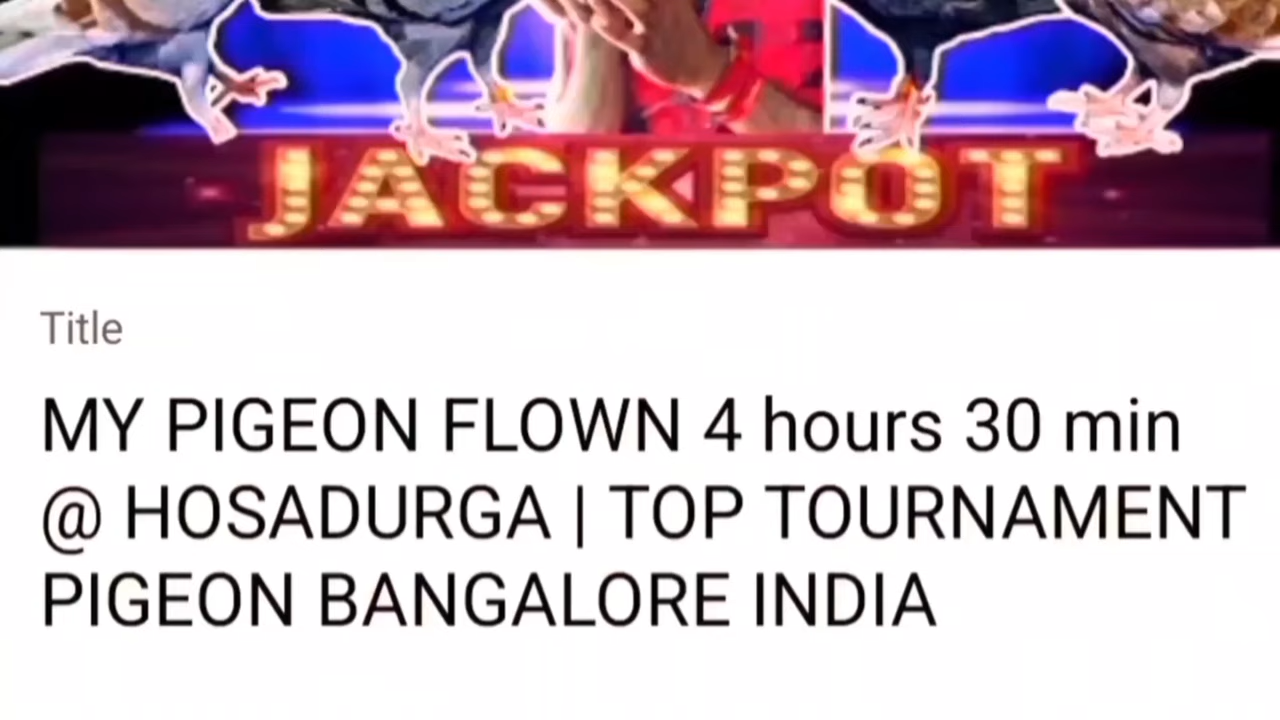 JACKPOT
Title
MY PIGEON FLOWN 4 hours 30 min
@ HOSADURGA | TOP TOURNAMENT
PIGEON BANGALORE INDIA